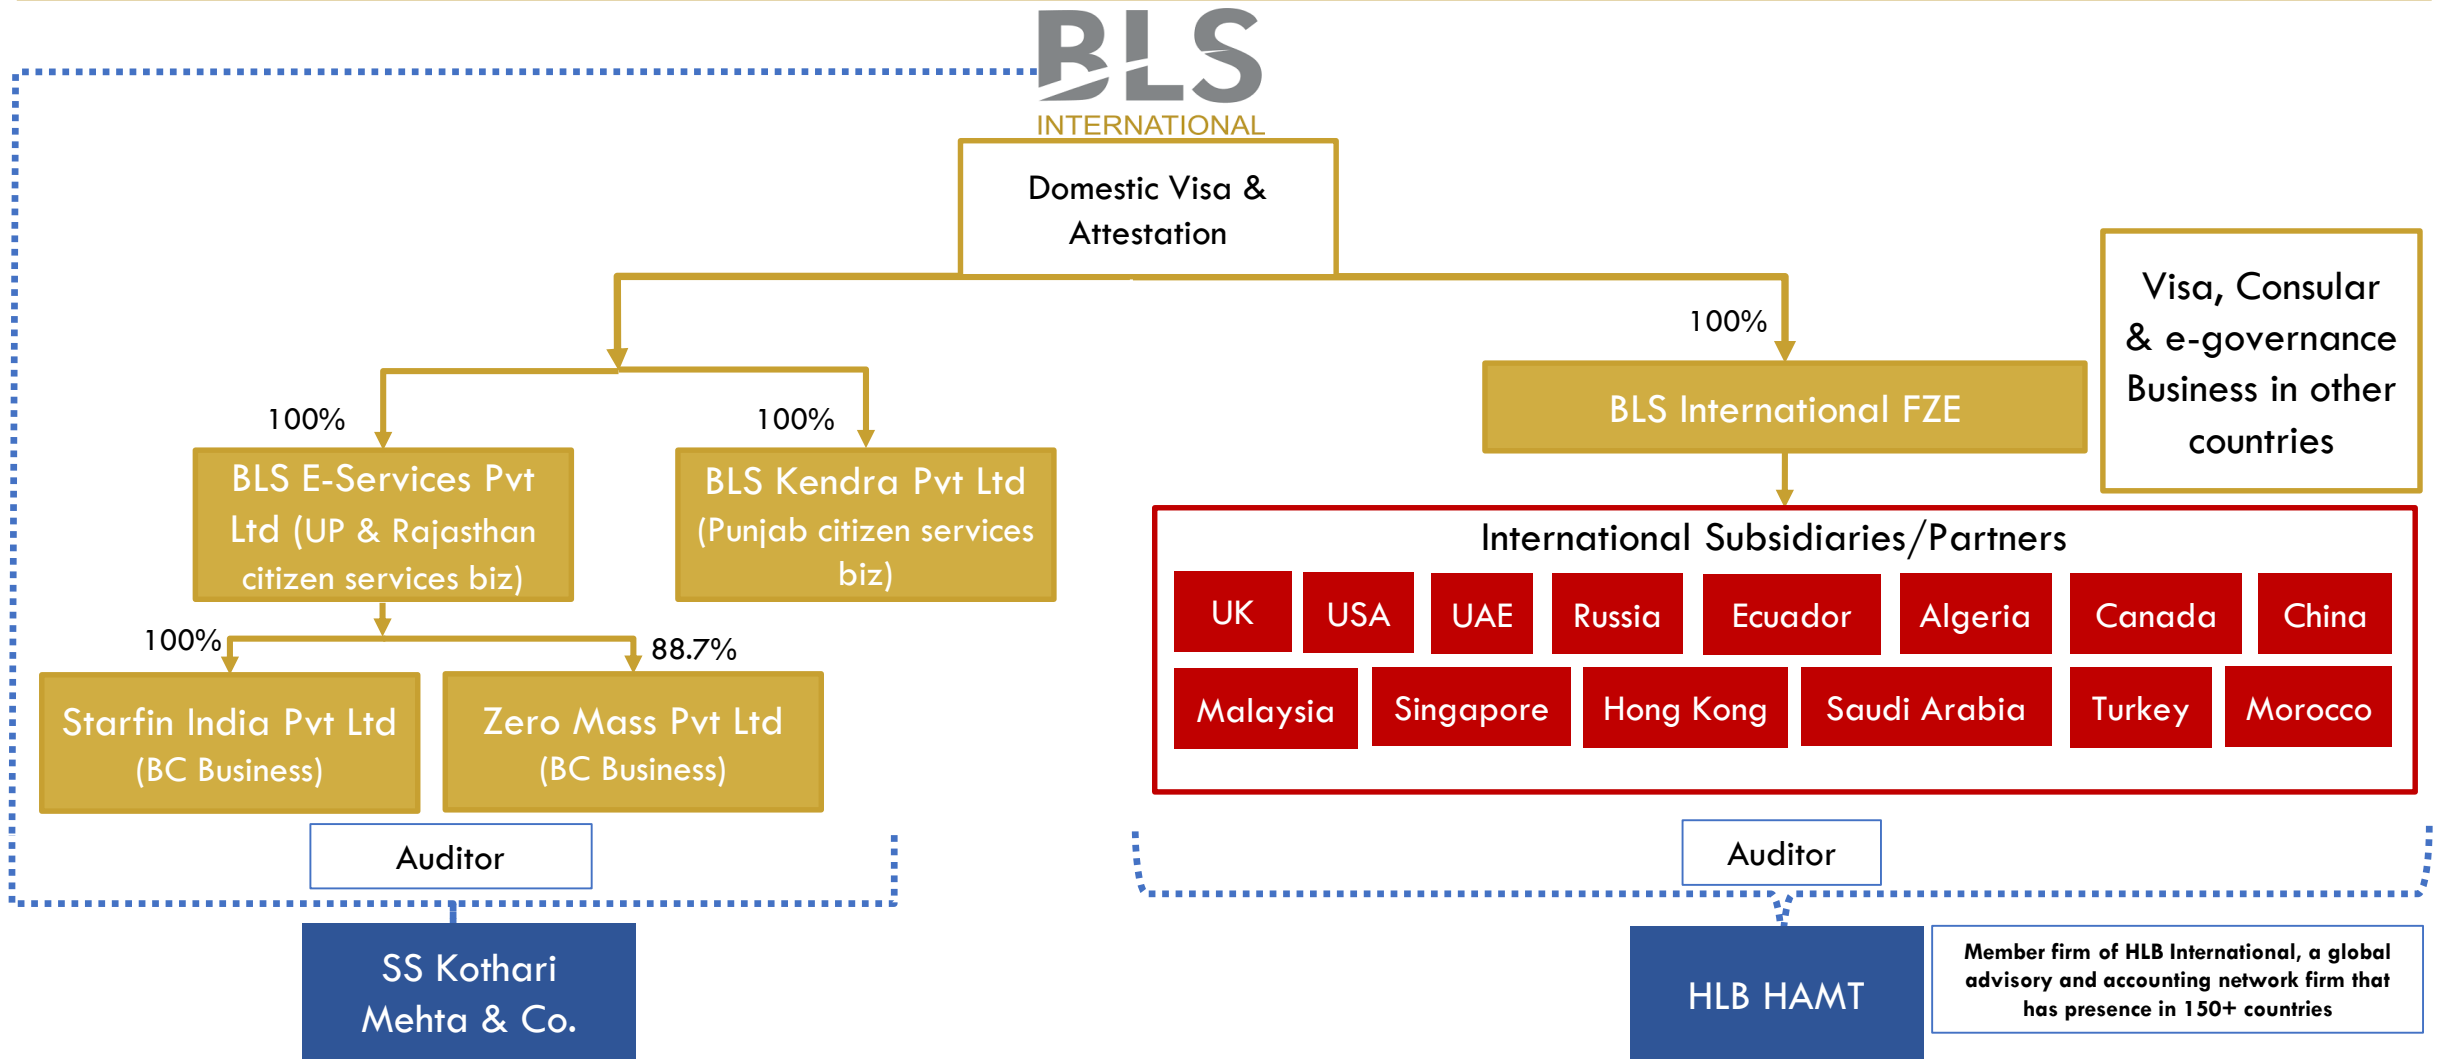 BLS
INTERNATIONAL
Domestic Visa &
Attestation
Visa, Consular
& e-governance
Business in other
countries
100%
BLS International FZE
100%
100%
BLS E-Services Pvt
Ltd (UP & Rajasthan
citizen services biz)
BLS Kendra Pvt Ltd
(Punjab citizen services
biz)
International Subsidiaries/Partners
UK
USA
UAE
Russia
Ecuador
Algeria
Canada
China
Malaysia
Singapore
Hong Kong
Saudi Arabia
Turkey
Morocco
100%
88.7%
Starfin India Pvt Ltd
(BC Business)
Zero Mass Pvt Ltd
(BC Business)
Auditor
Auditor
SS Kothari
Mehta & Co.
HLB HAMT
Member firm of HLB International, a global
advisory and accounting network firm that
has presence in 150+ countries